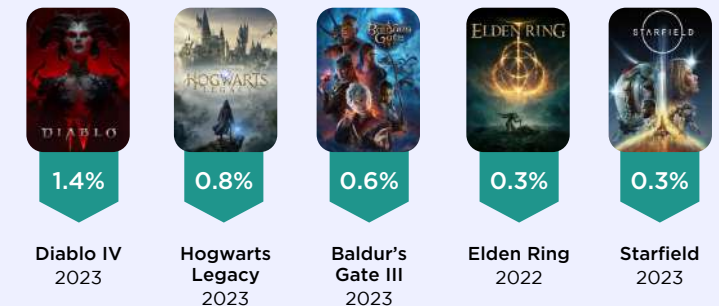 DIABLO
IV
HOGWARTS
LEGACY
Baldur's
Gate
ELDEN RING
STARFIELD
1.4%
0.8%
0.6%
0.3%
0.3%
Diablo IV
2023
Hogwarts
Legacy
2023
Baldur's
Gate III
2023
Elden Ring
2022
Starfield
2023